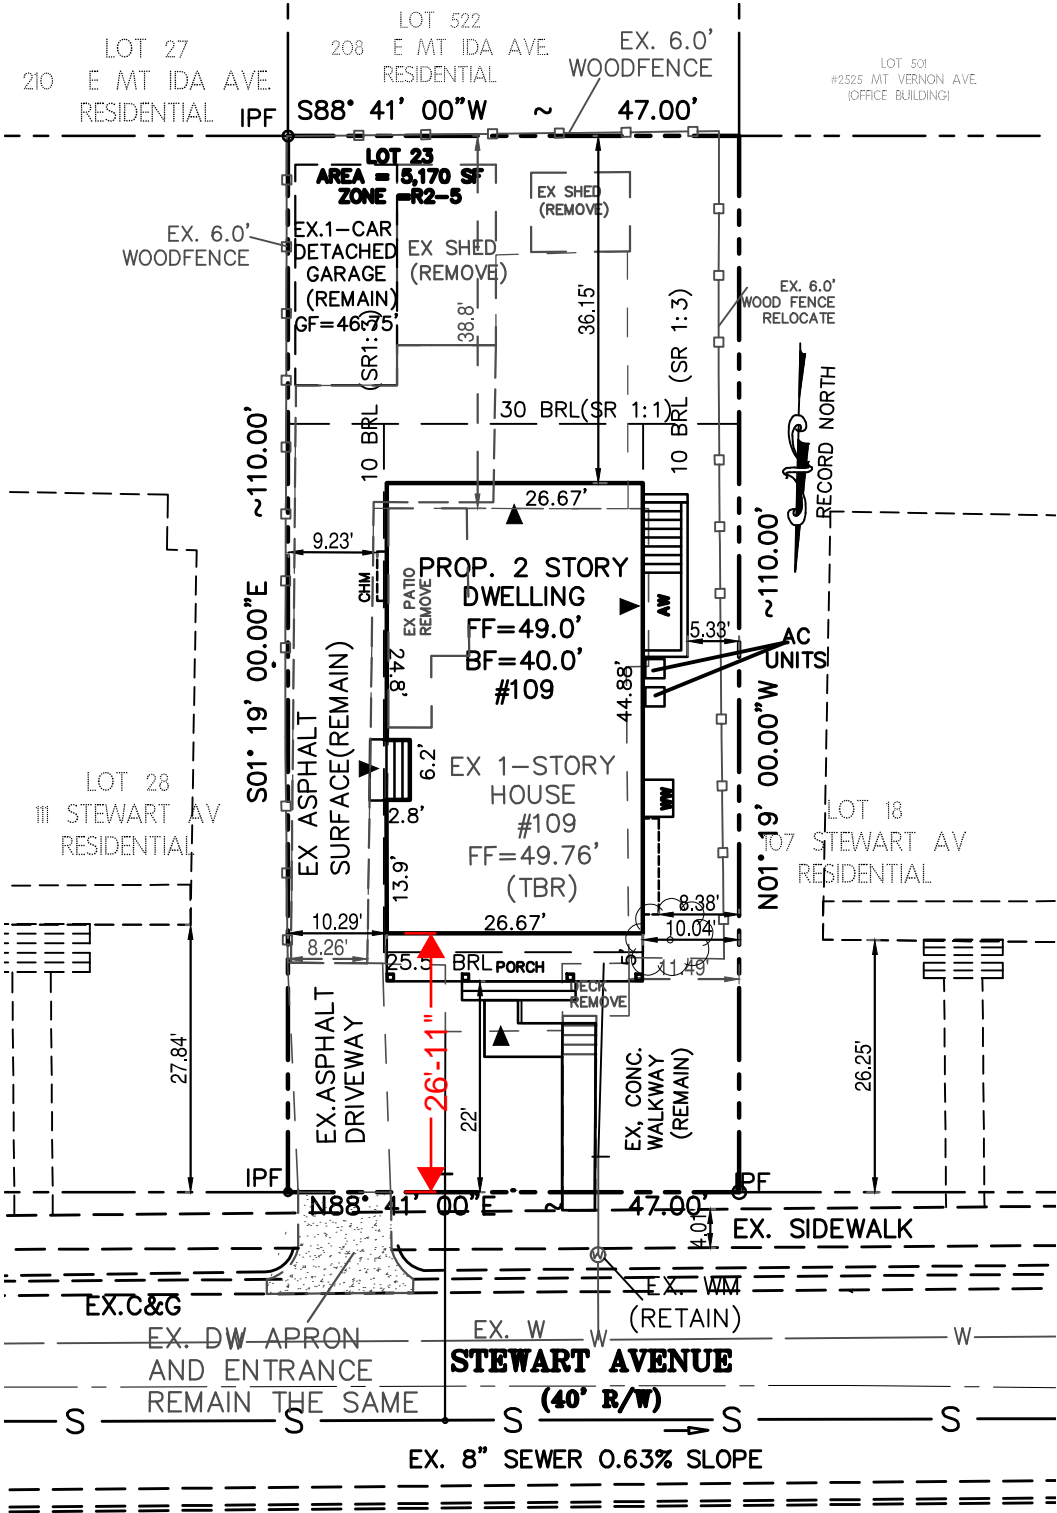 LOT 27
210 E MT IDA AVE.
RESIDENTIAL
LOT 522
208 E MT IDA AVE.
RESIDENTIAL
EX. 6.0'
WOODFENCE
LOT 501
#2525 MT VERNON AVE.
(OFFICE BUILDING)
IPF
S88° 41' 00"W ~ 47.00'
LOT 23
AREA = 5,170 SF
ZONE =R2-5
EX SHED
(REMOVE)
EX. 6.0'
WOODFENCE
EX.1-CAR
DETACHED
GARAGE
(REMAIN)
GF=46.75'
EX SHED
(REMOVE)
38.8'
36.15'
10 BRL (SR1:3)
10 BRL (SR 1:3)
EX. 6.0'
WOOD FENCE
RELOCATE
30 BRL(SR 1:1)
RECORD NORTH
S01° 19' 00.00"E ~110.00'
N01° 19' 00.00"W ~110.00'
26.67'
9.23'
CHM
EX PATIO
REMOVE
PROP. 2 STORY
DWELLING
FF=49.0'
BF=40.0'
#109
AW
5.33'
AC
UNITS
24.8'
44.88'
EX ASPHALT
SURFACE(REMAIN)
6.2'
2.8'
13.9'
EX 1-STORY
HOUSE
#109
FF=49.76'
(TBR)
WW
LOT 28
111 STEWART AV
RESIDENTIAL
LOT 18
107 STEWART AV
RESIDENTIAL
10.29'
8.26'
26.67'
8.38'
10.04'
11.49'
25.5 BRL
PORCH
5'
DECK
REMOVE
EX.ASPHALT
DRIVEWAY
26'-11"
22'
EX, CONC.
WALKWAY
(REMAIN)
27.84'
26.25'
IPF
IPF
N88° 41' 00"E ~ 47.00'
4.01'
EX. SIDEWALK
EX.C&G
EX. WM
(RETAIN)
W
EX. DW APRON
AND ENTRANCE
REMAIN THE SAME
EX. W
W
W
STEWART AVENUE
(40' R/W)
S S S S S
EX. 8" SEWER 0.63% SLOPE